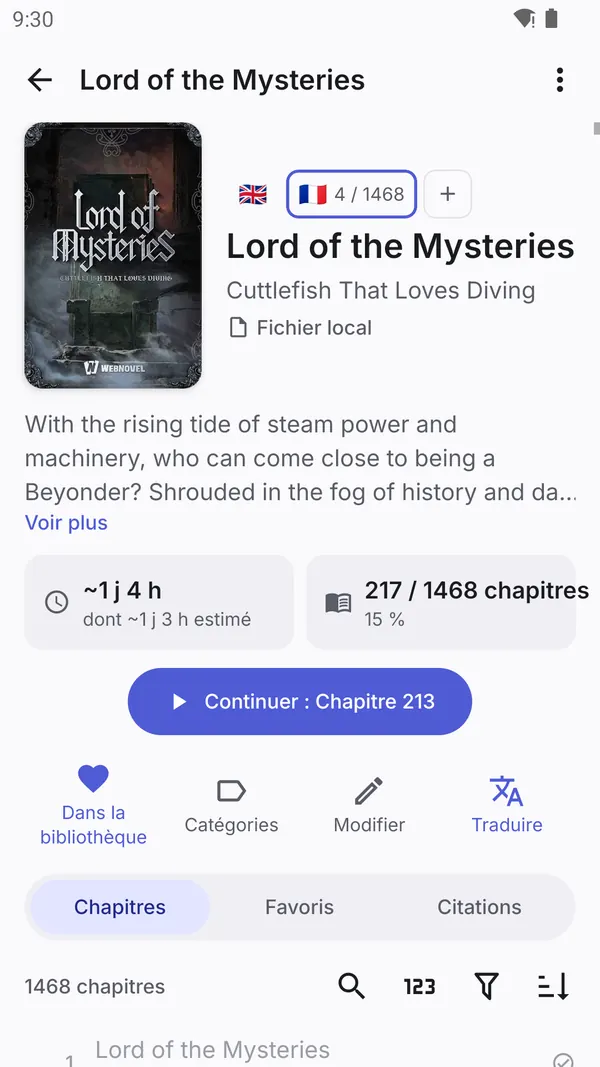 9:30
Lord of the Mysteries
Lord of
Mysteries
CUTTLEFISH THAT LOVES DIVING
WEBNOVEL
4 / 1468
+
Lord of the Mysteries
Cuttlefish That Loves Diving
Fichier local
With the rising tide of steam power and
machinery, who can come close to being a
Beyonder? Shrouded in the fog of history and da...
Voir plus
~1 j 4 h
dont ~1 j 3 h estimé
217 / 1468 chapitres
15 %
Continuer : Chapitre 213
Dans la
bibliothèque
Catégories
Modifier
Traduire
Chapitres
Favoris
Citations
1468 chapitres
123
1
Lord of the Mysteries